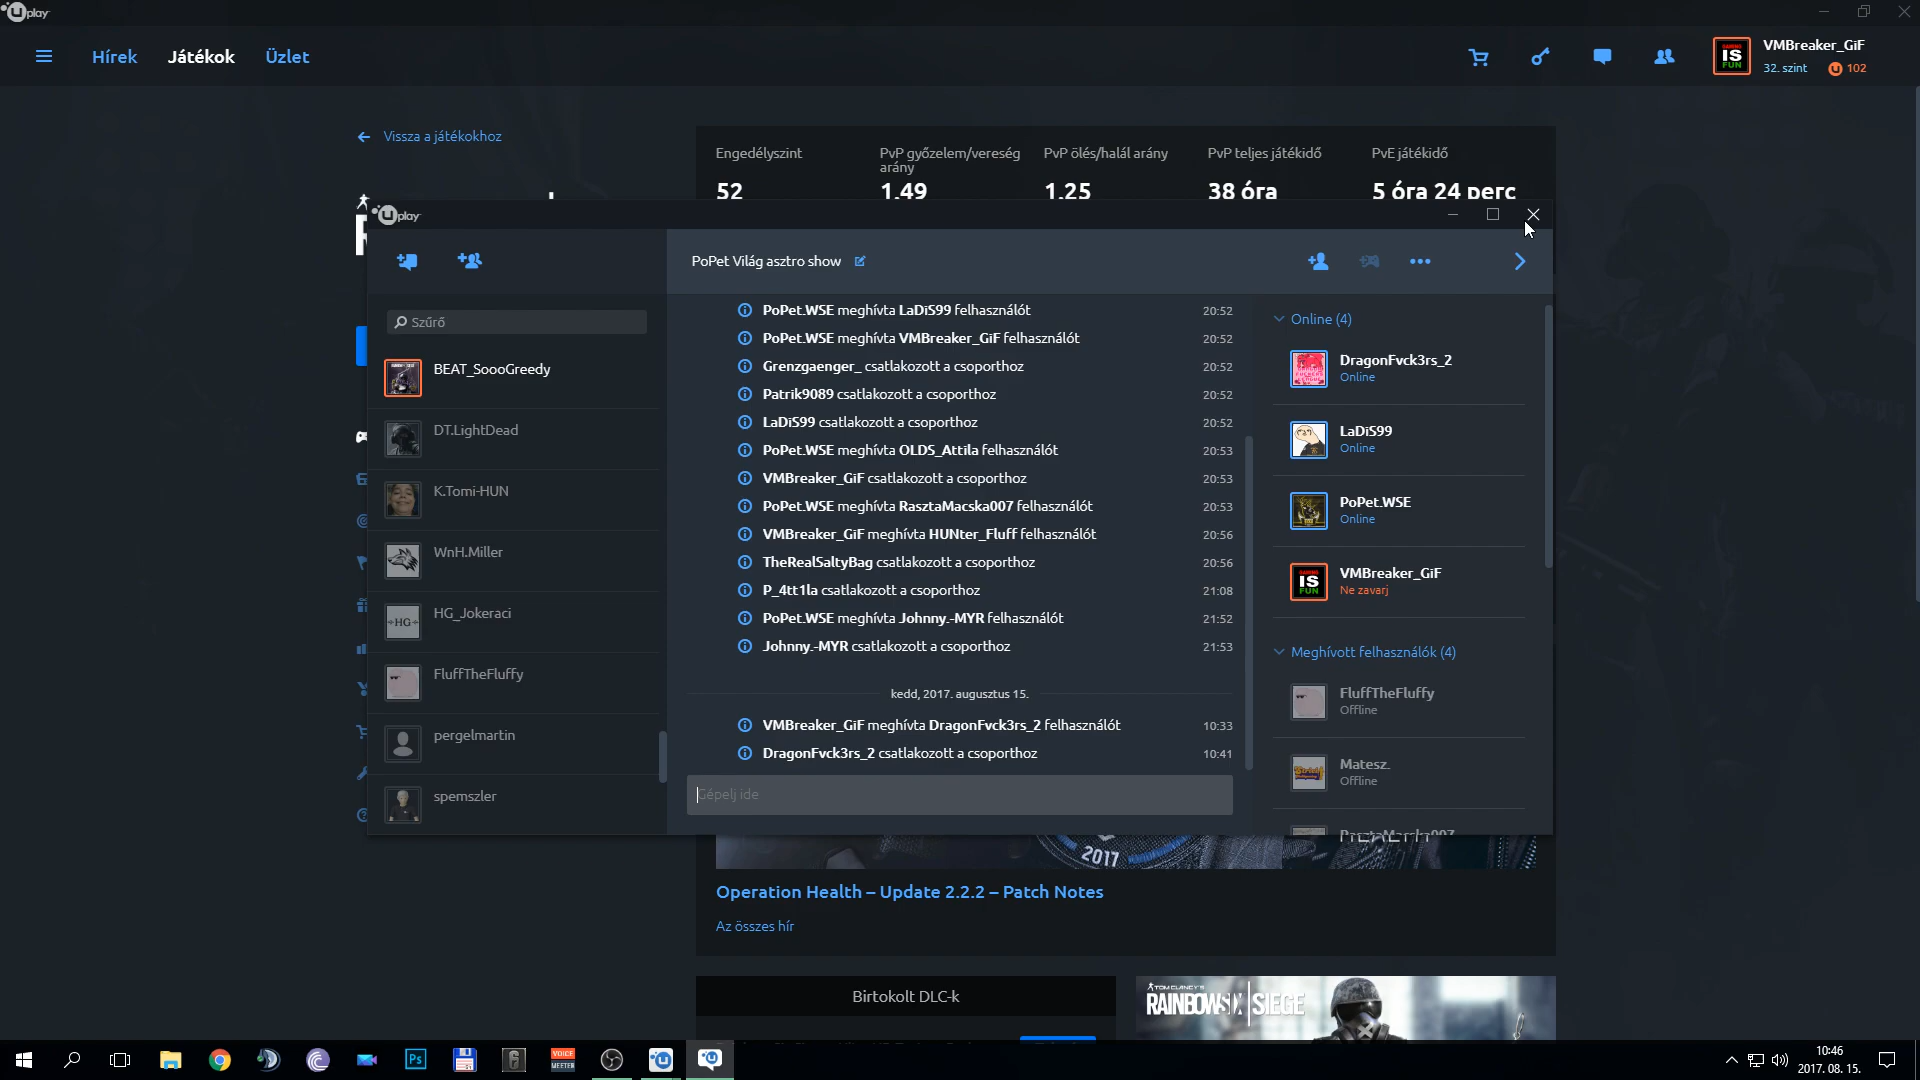 Uplay
Hírek
Játékok
Üzlet
VMBreaker_GiF
32. szint
102
Vissza a játékokhoz
Engedélyszint
PvP győzelem/vereség
arány
PvP ölés/halál arány
PvP teljes játékidő
PvE játékidő
52
1.49
1.25
38 óra
5 óra 24 perc
Uplay
PoPet Világ asztro show
Szűrő
BEAT_SoooGreedy
DT.LightDead
K.Tomi-HUN
WnH.Miller
HG_Jokeraci
FluffTheFluffy
pergelmartin
spemszler
PoPet.WSE meghívta LaDiS99 felhasználót 20:52
PoPet.WSE meghívta VMBreaker_GiF felhasználót 20:52
Grenzgaenger_ csatlakozott a csoporthoz 20:52
Patrik9089 csatlakozott a csoporthoz 20:52
LaDiS99 csatlakozott a csoporthoz 20:52
PoPet.WSE meghívta OLDS_Attila felhasználót 20:53
VMBreaker_GiF csatlakozott a csoporthoz 20:53
PoPet.WSE meghívta RasztaMacska007 felhasználót 20:53
VMBreaker_GiF meghívta HUNter_Fluff felhasználót 20:56
TheRealSaltyBag csatlakozott a csoporthoz 20:56
P_4tt1la csatlakozott a csoporthoz 21:08
PoPet.WSE meghívta Johnny.-MYR felhasználót 21:52
Johnny.-MYR csatlakozott a csoporthoz 21:53
kedd, 2017. augusztus 15.
VMBreaker_GiF meghívta DragonFvck3rs_2 felhasználót 10:33
DragonFvck3rs_2 csatlakozott a csoporthoz 10:41
Gépelj ide
Online (4)
DragonFvck3rs_2
Online
LaDiS99
Online
PoPet.WSE
Online
IS
FUN
VMBreaker_GiF
Ne zavarj
Meghívott felhasználók (4)
FluffTheFluffy
Offline
Matesz.
Offline
2017
Operation Health – Update 2.2.2 – Patch Notes
Az összes hír
Birtokolt DLC-k
TOM CLANCY'S
RAINBOW SIX SIEGE
Ps
VOICE
MEETER
10:46
2017. 08. 15.